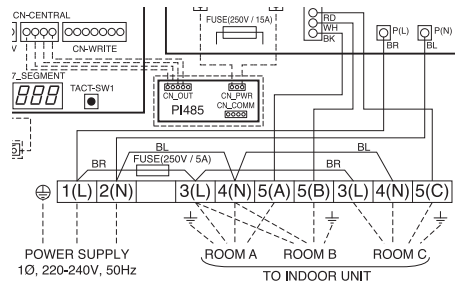 CN-CENTRAL
CN-WRITE
FUSE(250V / 15A)
RD
WH
BK
P(L)
P(N)
BR
BL
7_SEGMENT
TACT-SW1
CN_OUT
CN_PWR
CN_COMM
PI485
BL
BL
FUSE(250V / 5A)
BR
BR
1(L)
2(N)
3(L)
4(N)
5(A)
5(B)
3(L)
4(N)
5(C)
POWER SUPPLY
1Ø, 220-240V, 50Hz
ROOM A
ROOM B
ROOM C
TO INDOOR UNIT